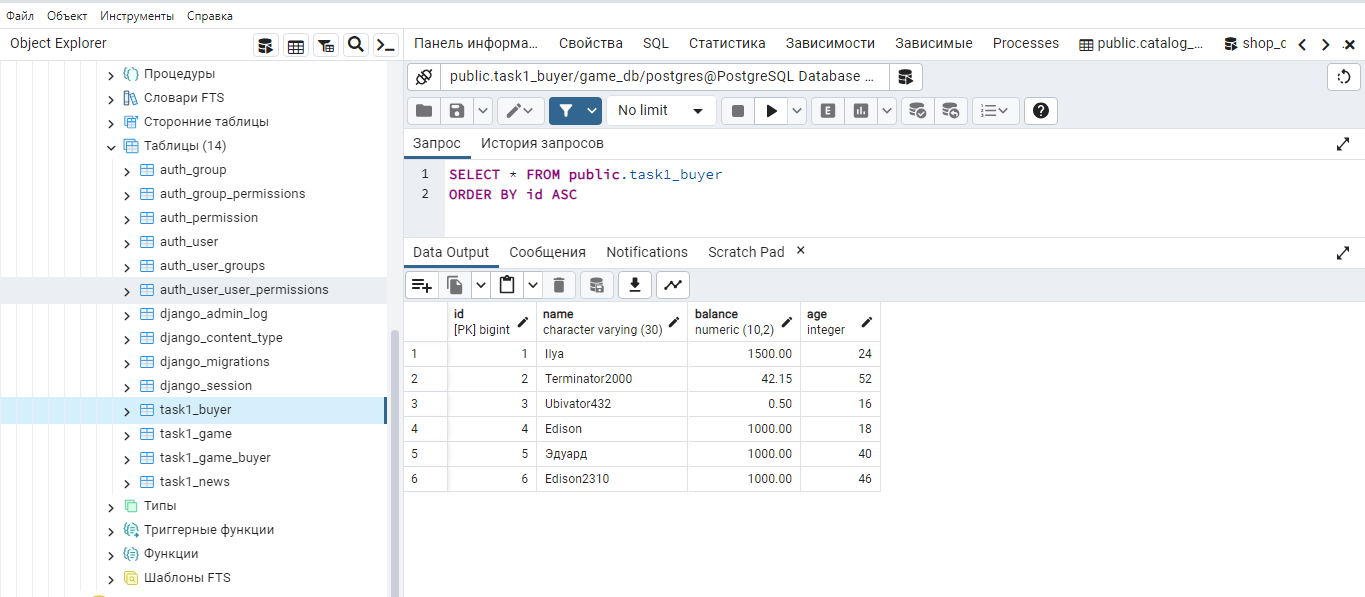 Файл Объект Инструменты Справка
Object Explorer
Процедуры
Словари FTS
Сторонние таблицы
Таблицы (14)
auth_group
auth_group_permissions
auth_permission
auth_user
auth_user_groups
auth_user_user_permissions
django_admin_log
django_content_type
django_migrations
django_session
task1_buyer
task1_game
task1_game_buyer
task1_news
Типы
Триггерные функции
Функции
Шаблоны FTS
Панель информа... Свойства SQL Статистика Зависимости Зависимые Processes public.catalog_... shop_c
public.task1_buyer/game_db/postgres@PostgreSQL Database ...
No limit E
Запрос История запросов
1 SELECT * FROM public.task1_buyer
2 ORDER BY id ASC
Data Output Сообщения Notifications Scratch Pad
id name balance age
[PK] bigint character varying (30) numeric (10,2) integer
1 1 Ilya 1500.00 24
2 2 Terminator2000 42.15 52
3 3 Ubivator432 0.50 16
4 4 Edison 1000.00 18
5 5 Эдуард 1000.00 40
6 6 Edison2310 1000.00 46